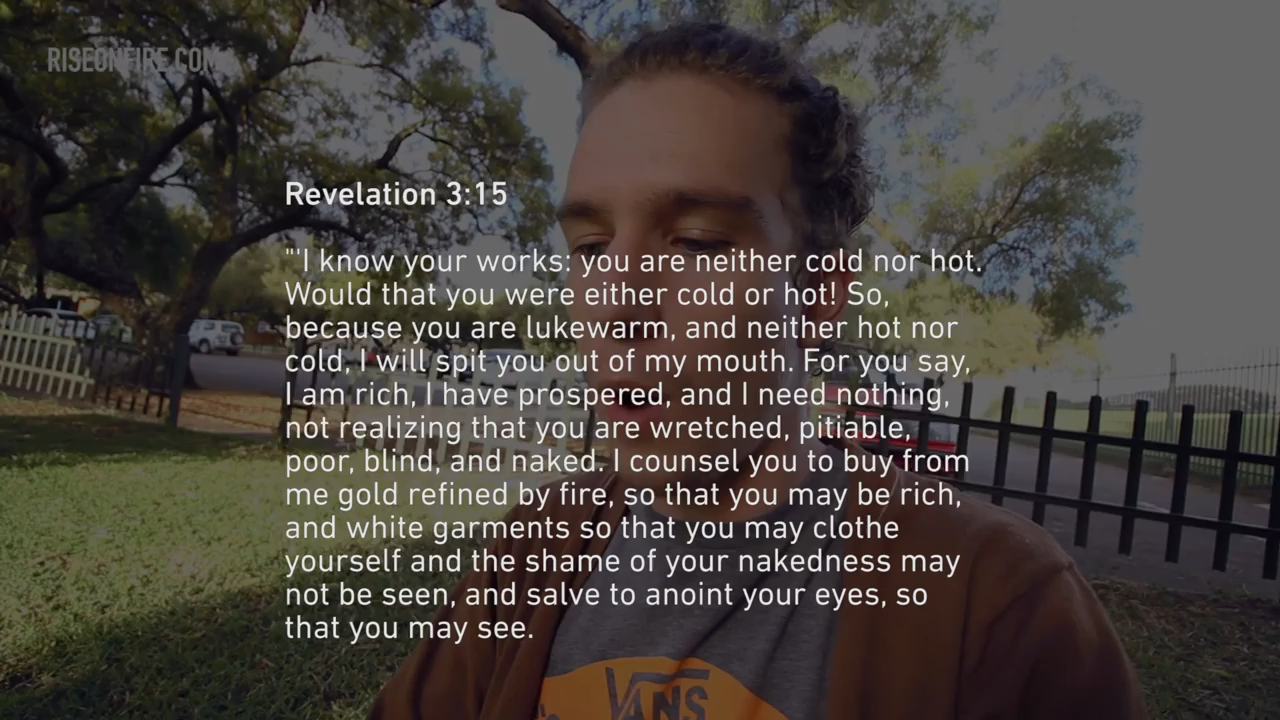 RISEONFIRE.COM
Revelation 3:15
"'I know your works: you are neither cold nor hot.
Would that you were either cold or hot! So,
because you are lukewarm, and neither hot nor
cold, I will spit you out of my mouth. For you say,
I am rich, I have prospered, and I need nothing,
not realizing that you are wretched, pitiable,
poor, blind, and naked. I counsel you to buy from
me gold refined by fire, so that you may be rich,
and white garments so that you may clothe
yourself and the shame of your nakedness may
not be seen, and salve to anoint your eyes, so
that you may see.
VANS